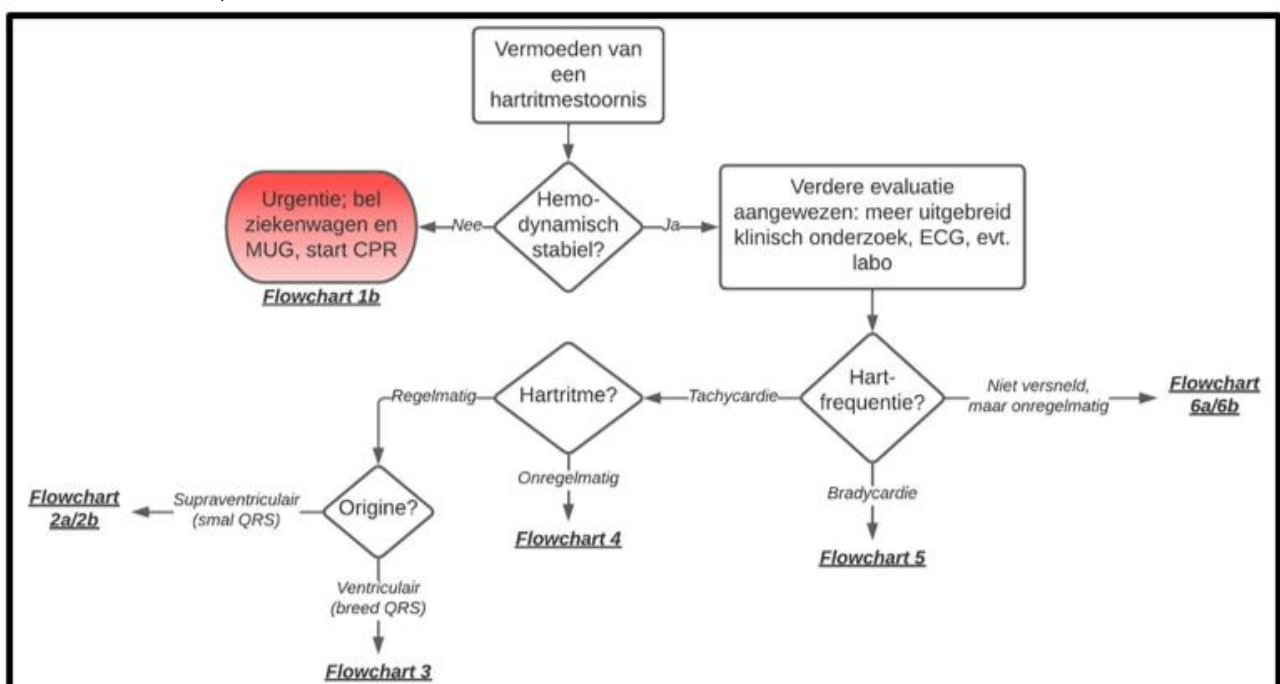 Vermoeden van
een
hartritmestoornis
Urgentie; bel
ziekenwagen en
MUG, start CPR
Flowchart 1b
Nee
Hemo-
dynamisch
stabiel?
Ja
Verdere evaluatie
aangewezen: meer uitgebreid
klinisch onderzoek, ECG, evt.
labo
Hart-
frequentie?
Niet versneld,
maar onregelmatig
Flowchart
6a/6b
Tachycardie
Hartritme?
Regelmatig
Onregelmatig
Flowchart 4
Bradycardie
Flowchart 5
Origine?
Supraventriculair
(smal QRS)
Flowchart
2a/2b
Ventriculair
(breed QRS)
Flowchart 3